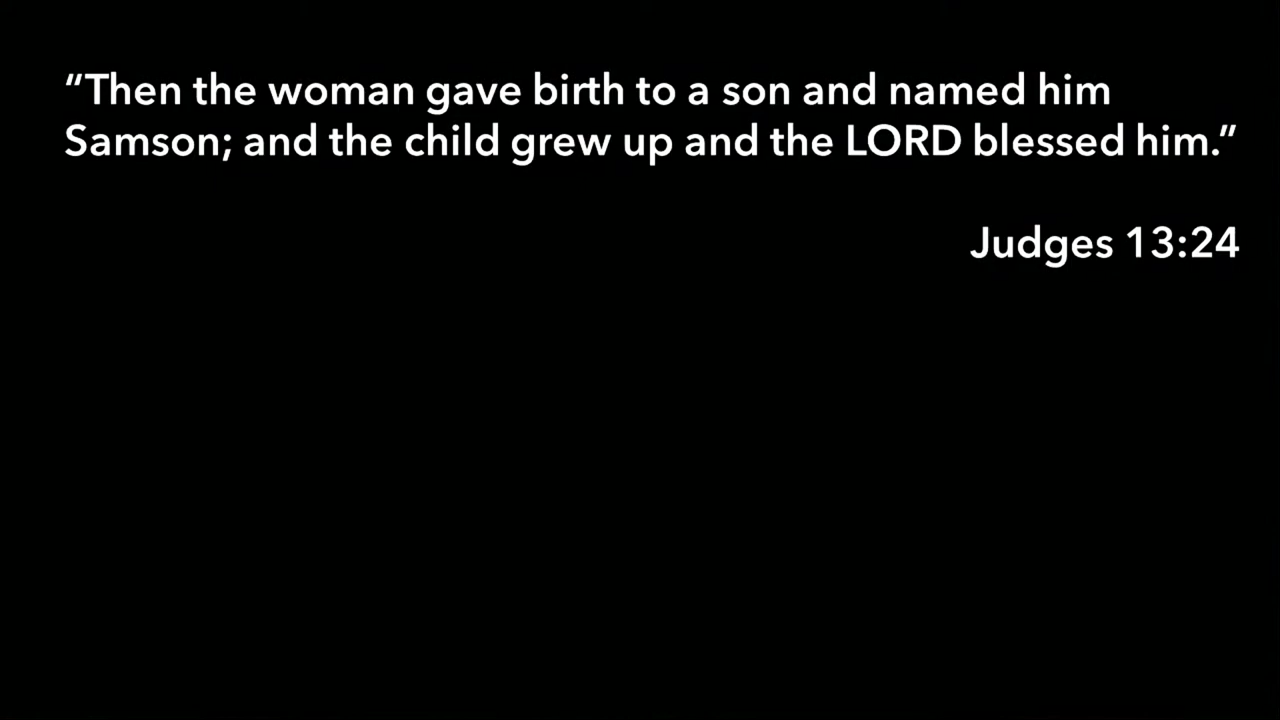 “Then the woman gave birth to a son and named him
Samson; and the child grew up and the LORD blessed him.”
Judges 13:24